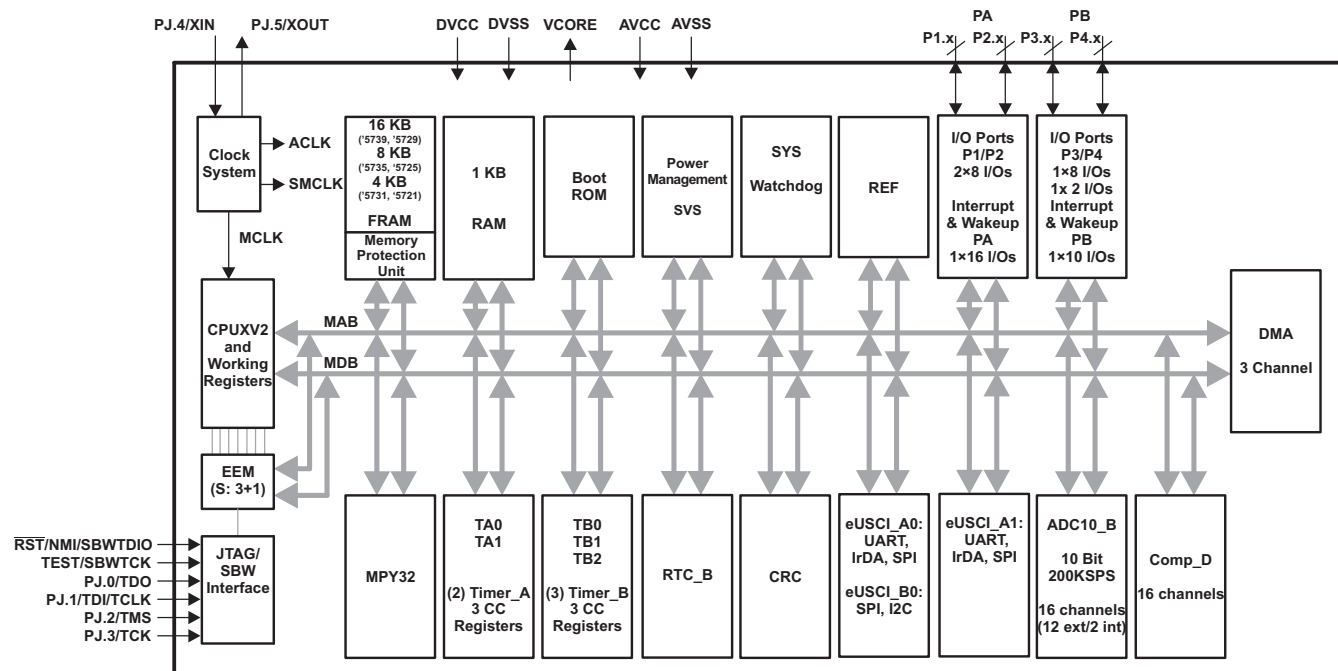 PJ.4/XIN
PJ.5/XOUT
DVCC
DVSS
VCORE
AVCC
AVSS
PA
P1.x
P2.x
PB
P3.x
P4.x
Clock
System
ACLK
SMCLK
MCLK
16 KB
('5739, '5729)
8 KB
('5735, '5725)
4 KB
('5731, '5721)
FRAM
Memory
Protection
Unit
1 KB
RAM
Boot
ROM
Power
Management
SVS
SYS
Watchdog
REF
I/O Ports
P1/P2
2×8 I/Os
Interrupt
& Wakeup
PA
1×16 I/Os
I/O Ports
P3/P4
1×8 I/Os
1x 2 I/Os
Interrupt
& Wakeup
PB
1×10 I/Os
CPUXV2
and
Working
Registers
MAB
MDB
DMA
3 Channel
EEM
(S: 3+1)
RST/NMI/SBWTDIO
TEST/SBWTCK
PJ.0/TDO
PJ.1/TDI/TCLK
PJ.2/TMS
PJ.3/TCK
JTAG/
SBW
Interface
MPY32
TA0
TA1
(2) Timer_A
3 CC
Registers
TB0
TB1
TB2
(3) Timer_B
3 CC
Registers
RTC_B
CRC
eUSCI_A0:
UART,
IrDA, SPI
eUSCI_B0:
SPI, I2C
eUSCI_A1:
UART,
IrDA, SPI
ADC10_B
10 Bit
200KSPS
16 channels
(12 ext/2 int)
Comp_D
16 channels